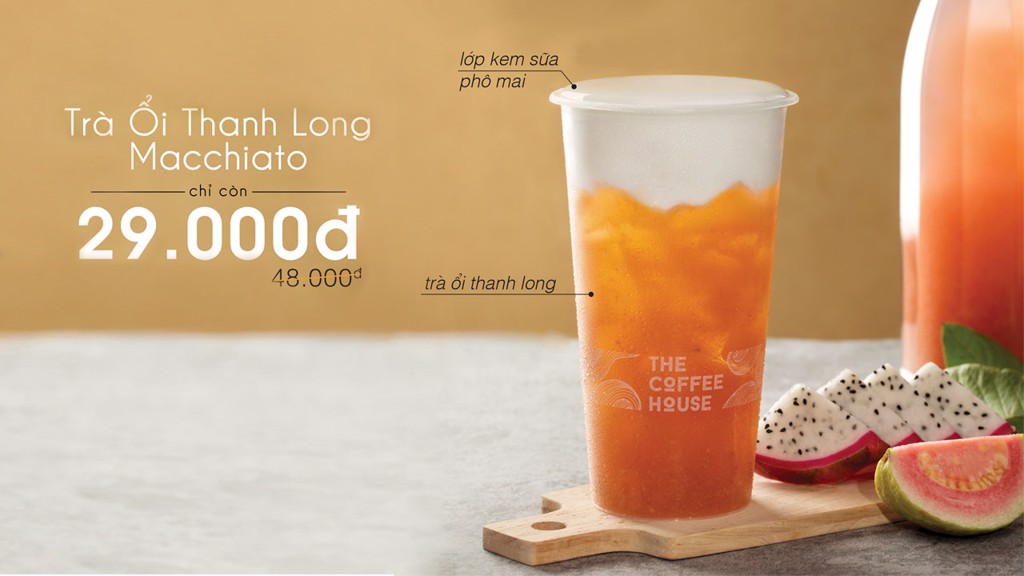 Trà Ổi Thanh Long
Macchiato
chỉ còn
29.000đ
48.000đ
lớp kem sữa
phô mai
trà ổi thanh long
THE
COFFEE
HOUSE